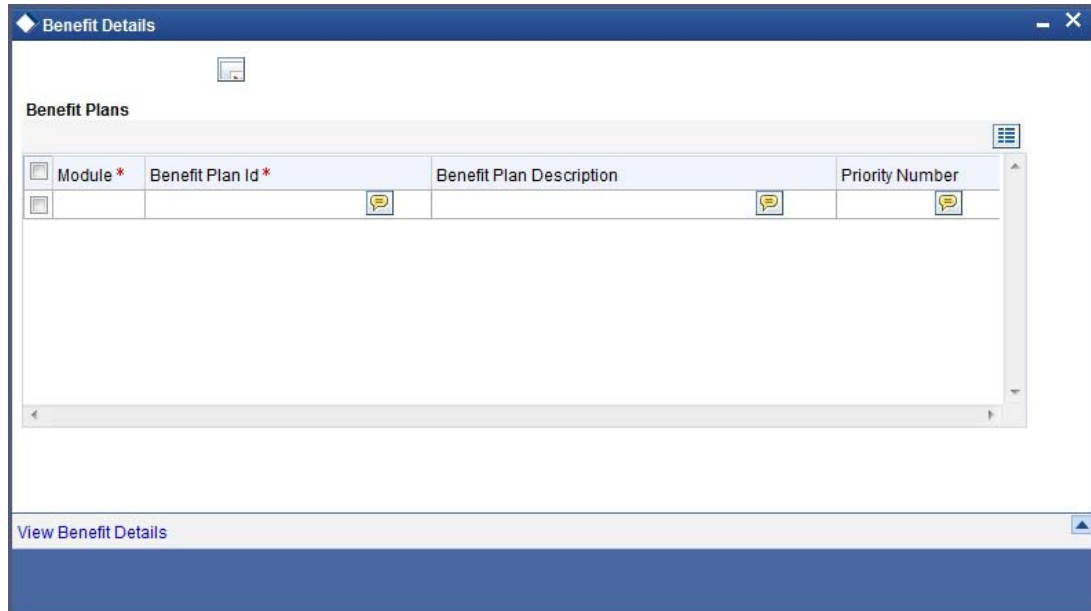 Benefit Details
Benefit Plans
Module * Benefit Plan Id * Benefit Plan Description Priority Number
View Benefit Details